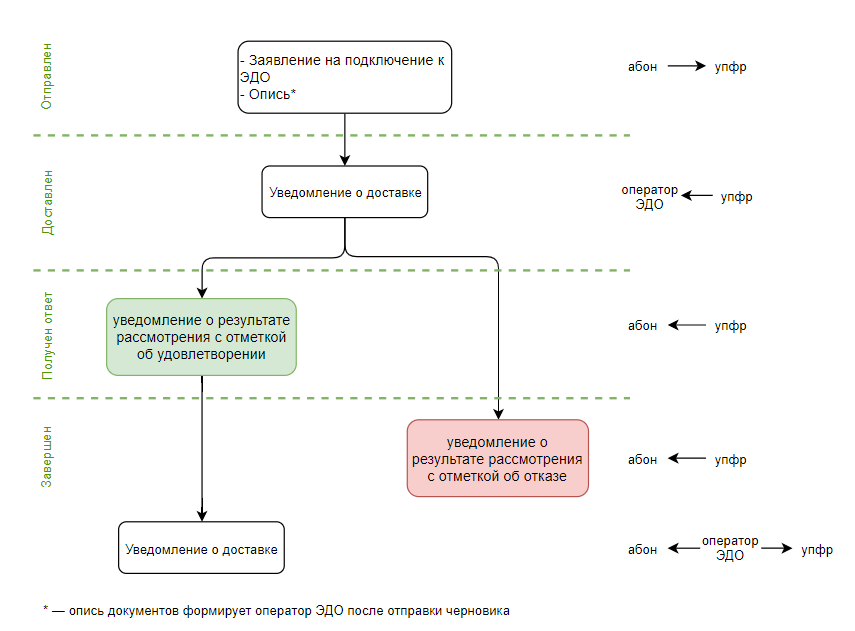 Отправлен
- Заявление на подключение к
ЭДО
- Опись*
абон
упфр
Доставлен
Уведомление о доставке
оператор
ЭДО
упфр
Получен ответ
уведомление о результате
рассмотрения с отметкой
об удовлетворении
абон
упфр
Завершен
уведомление о
результате рассмотрения
с отметкой об отказе
абон
упфр
Уведомление о доставке
абон
оператор
ЭДО
упфр
* — опись документов формирует оператор ЭДО после отправки черновика